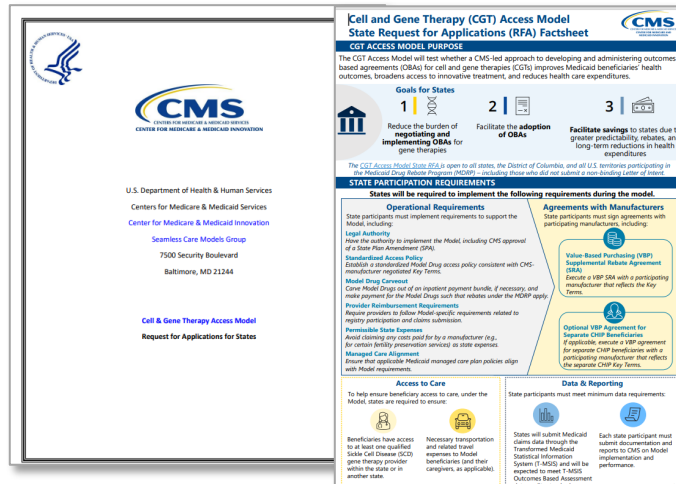 DEPARTMENT OF HEALTH & HUMAN SERVICES · USA
CMS
CENTERS FOR MEDICARE & MEDICAID SERVICES
CENTER FOR MEDICARE & MEDICAID INNOVATION
U.S. Department of Health & Human Services
Centers for Medicare & Medicaid Services
Center for Medicare & Medicaid Innovation
Seamless Care Models Group
7500 Security Boulevard
Baltimore, MD 21244
Cell & Gene Therapy Access Model
Request for Applications for States
Cell and Gene Therapy (CGT) Access Model
State Request for Applications (RFA) Factsheet
CMS
CGT ACCESS MODEL PURPOSE
The CGT Access Model will test whether a CMS-led approach to developing and administering outcomes
based agreements (OBAs) for cell and gene therapies (CGTs) improves Medicaid beneficiaries' health
outcomes, broadens access to innovative treatment, and reduces health care expenditures.
Goals for States
1
Reduce the burden of
negotiating and
implementing OBAs for
gene therapies
2
Facilitate the adoption
of OBAs
3
Facilitate savings to states due t
greater predictability, rebates, an
long-term reductions in health
expenditures
The CGT Access Model State RFA is open to all states, the District of Columbia, and all U.S. territories participating in
the Medicaid Drug Rebate Program (MDRP) – including those who did not submit a non-binding Letter of Intent.
STATE PARTICIPATION REQUIREMENTS
States will be required to implement the following requirements during the model.
Operational Requirements
State participants must implement requirements to support the
Model, including:
Legal Authority
Have the authority to implement the Model, including CMS approval
of a State Plan Amendment (SPA).
Standardized Access Policy
Establish a standardized Model Drug access policy consistent with CMS-
manufacturer negotiated Key Terms.
Model Drug Carveout
Carve Model Drugs out of an inpatient payment bundle, if necessary, and
make payment for the Model Drugs such that rebates under the MDRP apply.
Provider Reimbursement Requirements
Require providers to follow Model-specific requirements related to
registry participation and claims submission.
Permissible State Expenses
Avoid claiming any costs paid for by a manufacturer (e.g.,
for certain fertility preservation services) as state expenses.
Managed Care Alignment
Ensure that applicable Medicaid managed care plan policies align
with Model requirements.
Agreements with Manufacturers
State participants must sign agreements with
participating manufacturers, including:
Value-Based Purchasing (VBP)
Supplemental Rebate Agreement
(SRA)
Execute a VBP SRA with a participating
manufacturer that reflects the Key
Terms.
Optional VBP Agreement for
Separate CHIP Beneficiaries
If applicable, execute a VBP agreement
for separate CHIP beneficiaries with a
participating manufacturer that reflects
the separate CHIP Key Terms.
Access to Care
To help ensure beneficiary access to care, under the
Model, states are required to ensure:
Beneficiaries have access
to at least one qualified
Sickle Cell Disease (SCD)
gene therapy provider
within the state or in
another state.
Necessary transportation
and related travel
expenses to Model
beneficiaries (and their
caregivers, as applicable).
Data & Reporting
State participants must meet minimum data requirements:
States will submit Medicaid
claims data through the
Transformed Medicaid
Statistical Information
System (T-MSIS) and will be
expected to meet T-MSIS
Outcomes Based Assessment
Each state participant must
submit documentation and
reports to CMS on Model
implementation and
performance.